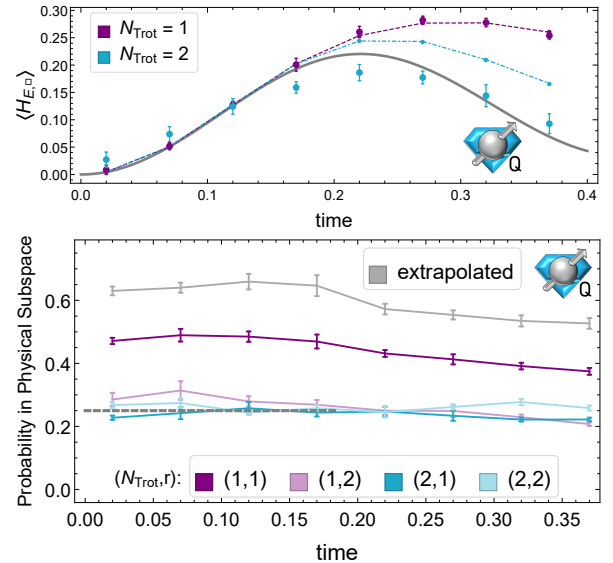 N_Trot = 1
N_Trot = 2
⟨H_E,□⟩
0.30
0.25
0.20
0.15
0.10
0.05
0.00
0.0 0.1 0.2 0.3 0.4
time
Q
extrapolated
Q
Probability in Physical Subspace
0.6
0.4
0.2
0.0
(N_Trot,r): (1,1) (1,2) (2,1) (2,2)
0.00 0.05 0.10 0.15 0.20 0.25 0.30 0.35
time